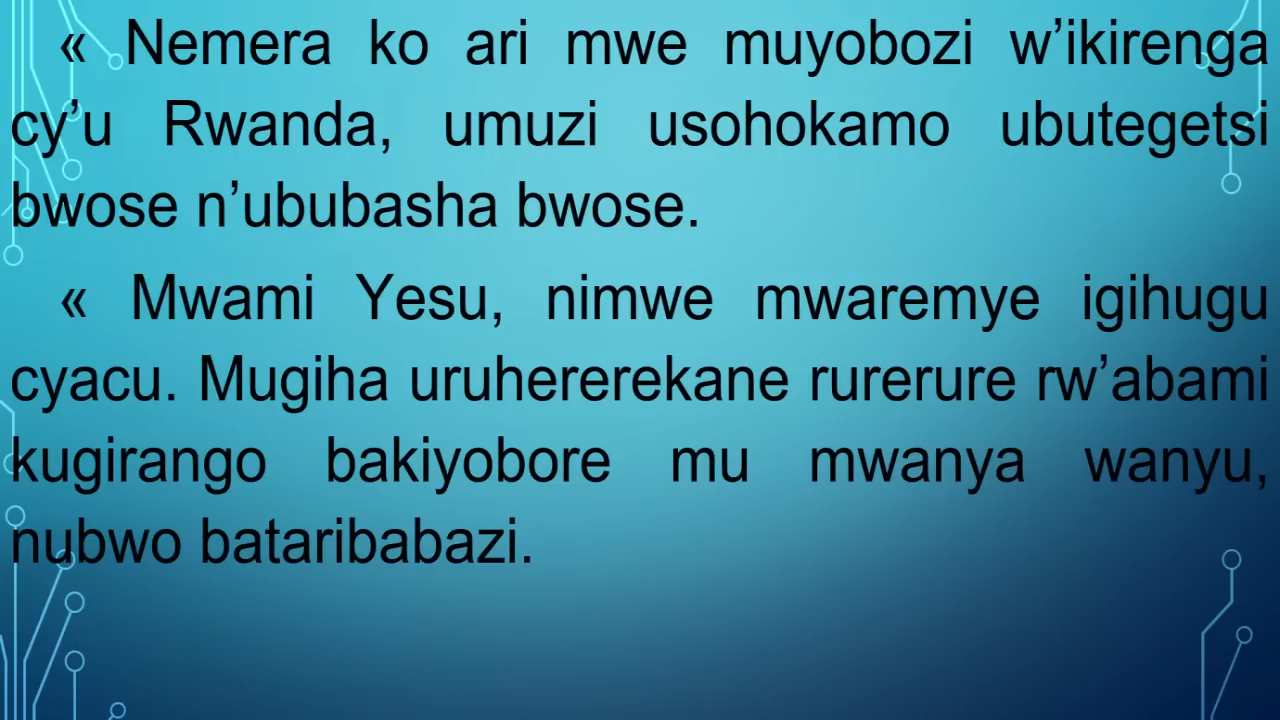 « Nemera ko ari mwe muyobozi w’ikirenga
cy’u Rwanda, umuzi usohokamo ubutegetsi
bwose n’ububasha bwose.
« Mwami Yesu, nimwe mwaremye igihugu
cyacu. Mugiha uruhererekane rurerure rw’abami
kugirango bakiyobore mu mwanya wanyu,
nubwo bataribabazi.